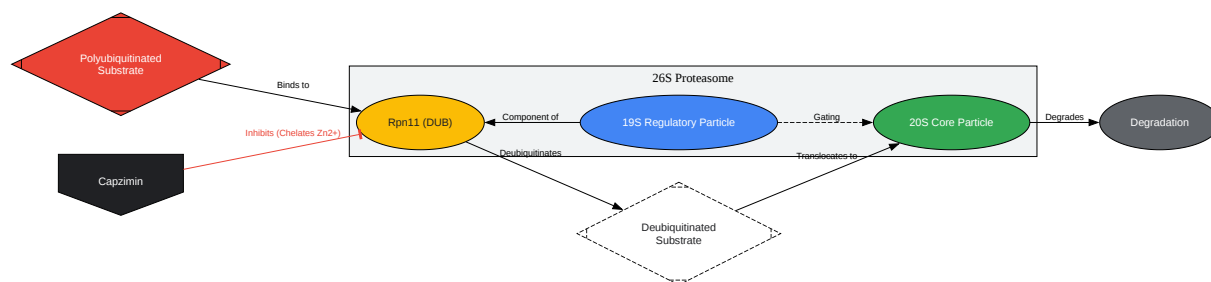 Polyubiquitinated
Substrate
26S Proteasome
Binds to
Rpn11 (DUB)
Component of
19S Regulatory Particle
Gating
20S Core Particle
Degrades
Degradation
Inhibits (Chelates Zn2+)
Deubiquitinates
Translocates to
Capzimin
Deubiquitinated
Substrate